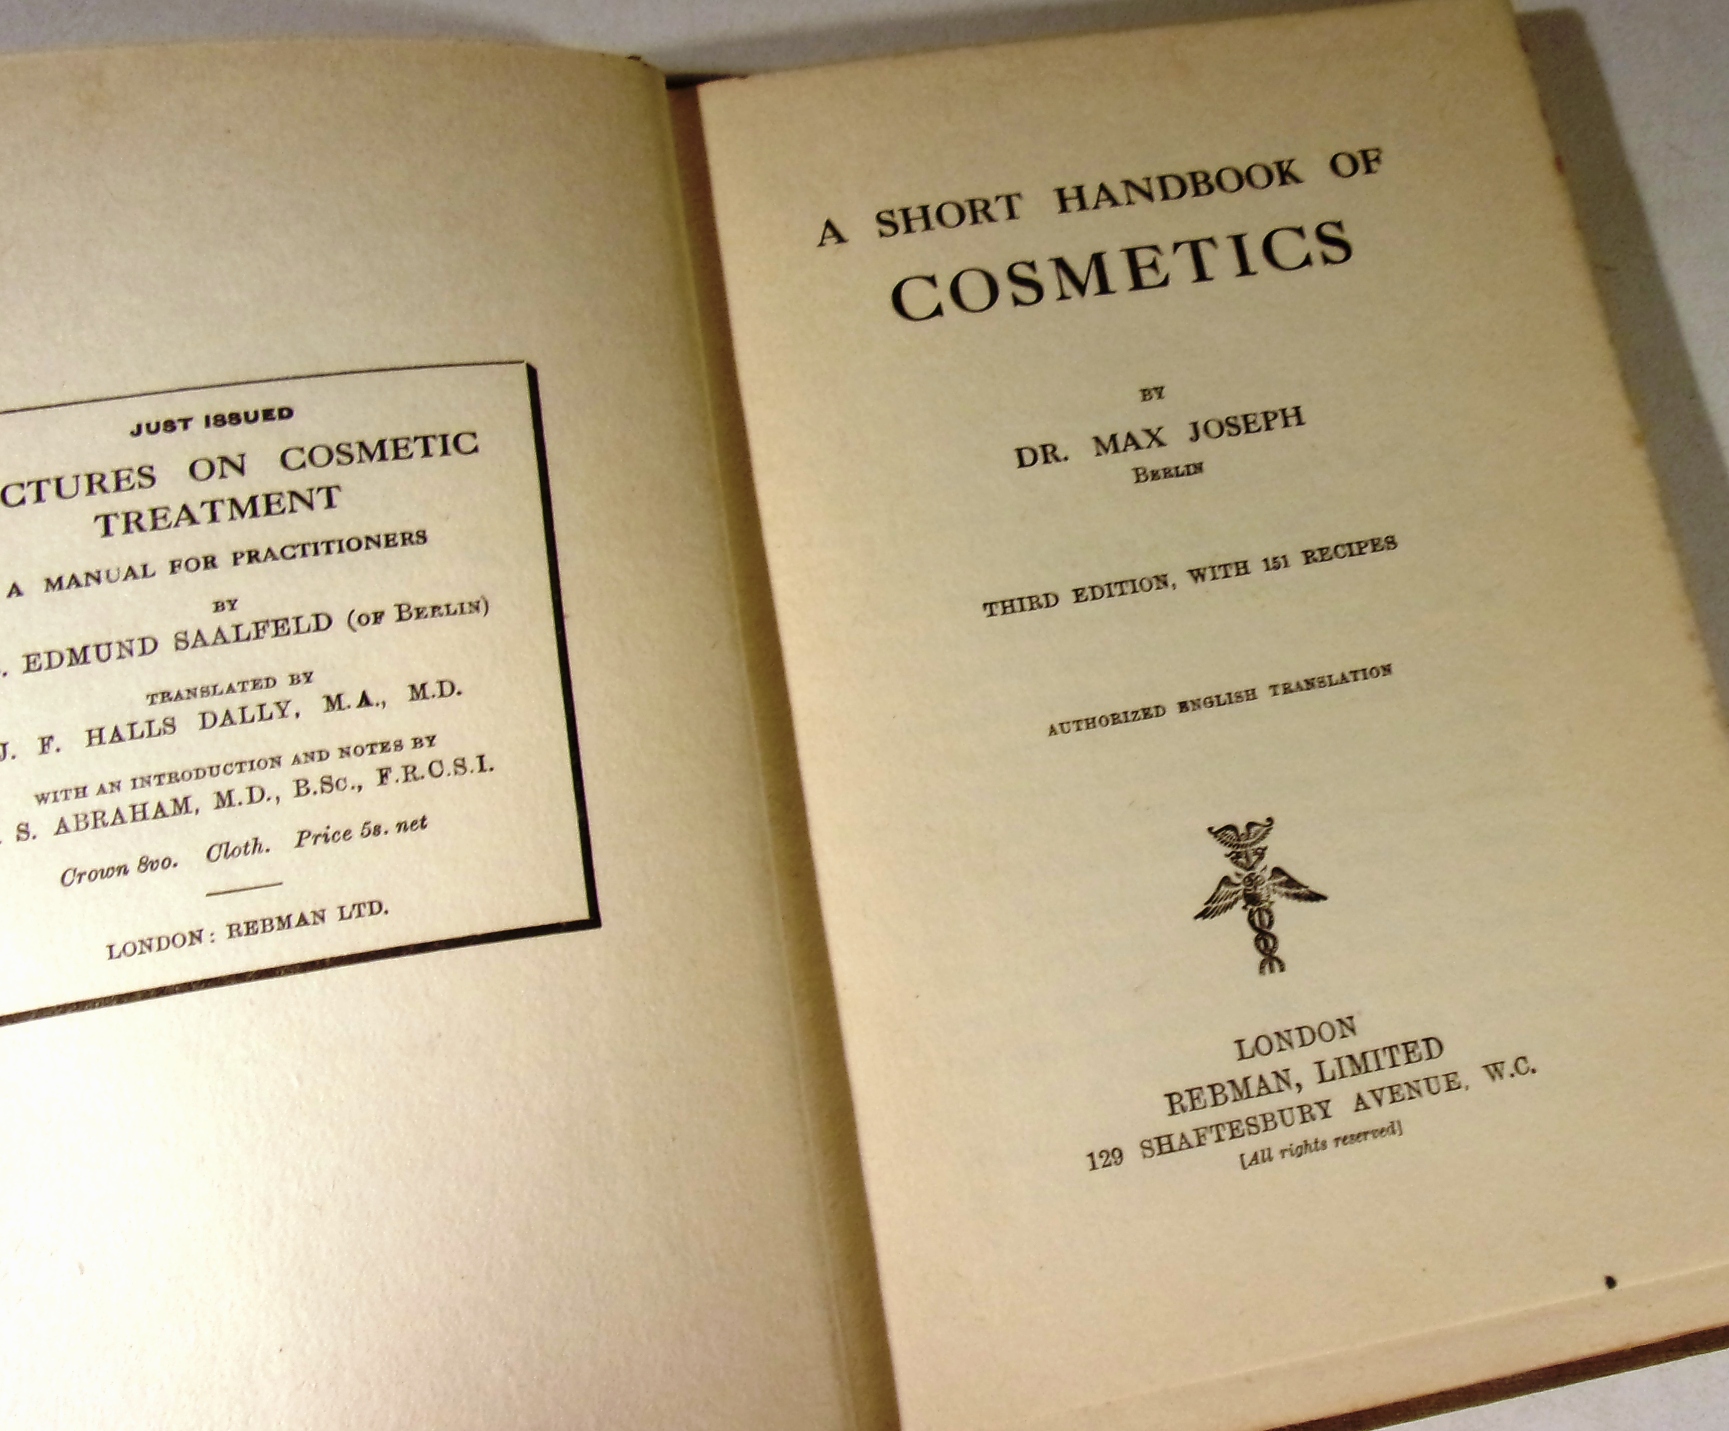 JUST ISSUED
CTURES ON COSMETIC
TREATMENT
A MANUAL FOR PRACTITIONERS
BY
. EDMUND SAALFELD (OF BERLIN)
TRANSLATED BY
J. F. HALLS DALLY, M.A., M.D.
WITH AN INTRODUCTION AND NOTES BY
S. ABRAHAM, M.D., B.Sc., F.R.C.S.I.
Crown 8vo. Cloth. Price 5s. net
LONDON: REBMAN LTD.
A SHORT HANDBOOK OF
COSMETICS
BY
DR. MAX JOSEPH
BERLIN
THIRD EDITION, WITH 151 RECIPES
AUTHORIZED ENGLISH TRANSLATION
LONDON
REBMAN, LIMITED
129 SHAFTESBURY AVENUE, W.C.
[All rights reserved]